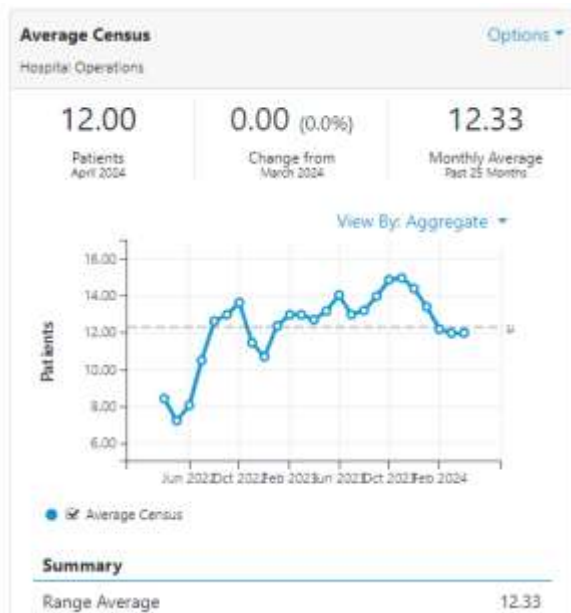 Average Census
Options
Hospital Operations
12.00
Patients
April 2024
0.00 (0.0%)
Change from
March 2024
12.33
Monthly Average
Past 25 Months
View By: Aggregate
Patients
16.00
14.00
12.00
10.00
8.00
6.00
Jun 2022 Oct 2022 Feb 2023 Jun 2023 Oct 2023 Feb 2024
Average Census
Summary
Range Average 12.33